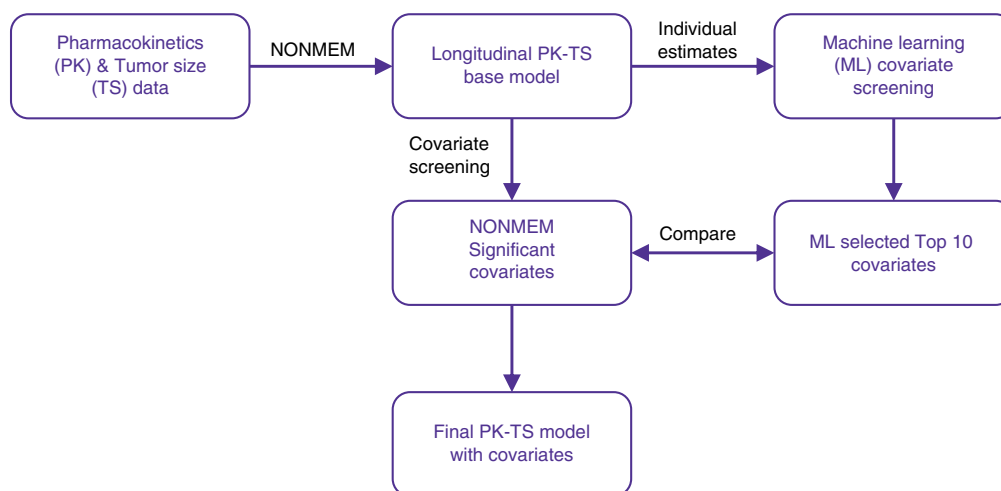 Pharmacokinetics
(PK) & Tumor size
(TS) data
NONMEM
Longitudinal PK-TS
base model
Individual
estimates
Machine learning
(ML) covariate
screening
Covariate
screening
NONMEM
Significant
covariates
Compare
ML selected Top 10
covariates
Final PK-TS model
with covariates